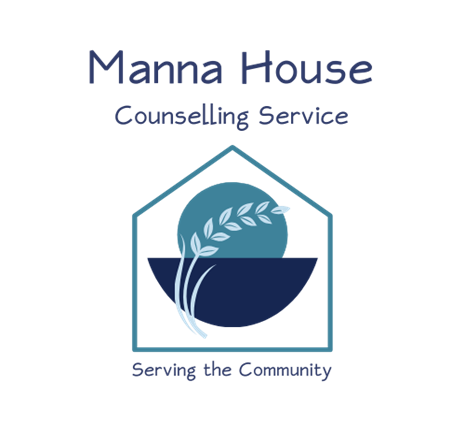 Manna House
Counselling Service
Serving the Community